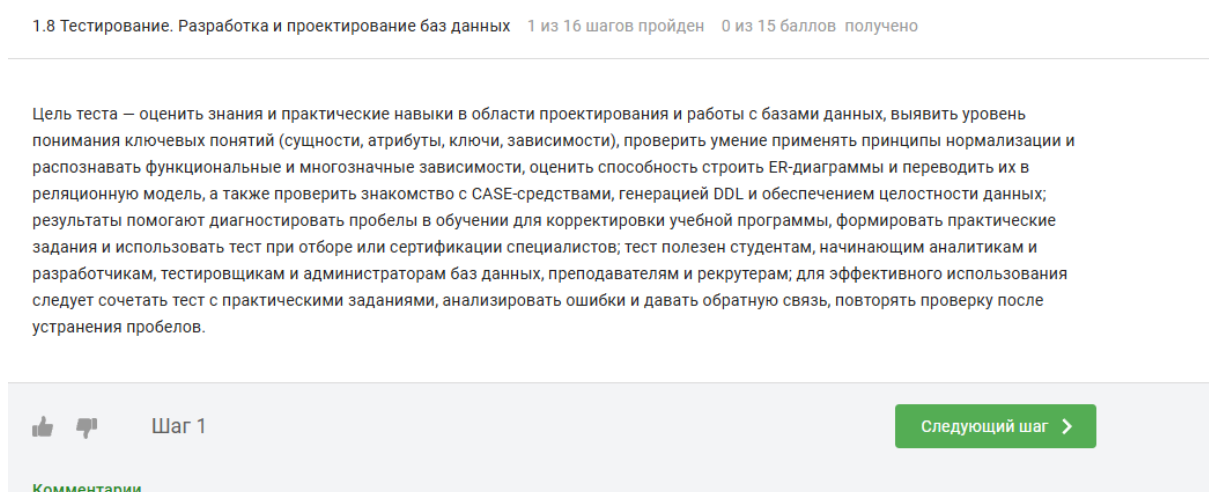 1.8 Тестирование. Разработка и проектирование баз данных 1 из 16 шагов пройден 0 из 15 баллов получено
Цель теста — оценить знания и практические навыки в области проектирования и работы с базами данных, выявить уровень
понимания ключевых понятий (сущности, атрибуты, ключи, зависимости), проверить умение применять принципы нормализации и
распознавать функциональные и многозначные зависимости, оценить способность строить ER-диаграммы и переводить их в
реляционную модель, а также проверить знакомство с CASE-средствами, генерацией DDL и обеспечением целостности данных;
результаты помогают диагностировать пробелы в обучении для корректировки учебной программы, формировать практические
задания и использовать тест при отборе или сертификации специалистов; тест полезен студентам, начинающим аналитикам и
разработчикам, тестировщикам и администраторам баз данных, преподавателям и рекрутерам; для эффективного использования
следует сочетать тест с практическими заданиями, анализировать ошибки и давать обратную связь, повторять проверку после
устранения пробелов.
Шаг 1
Следующий шаг
Комментарии